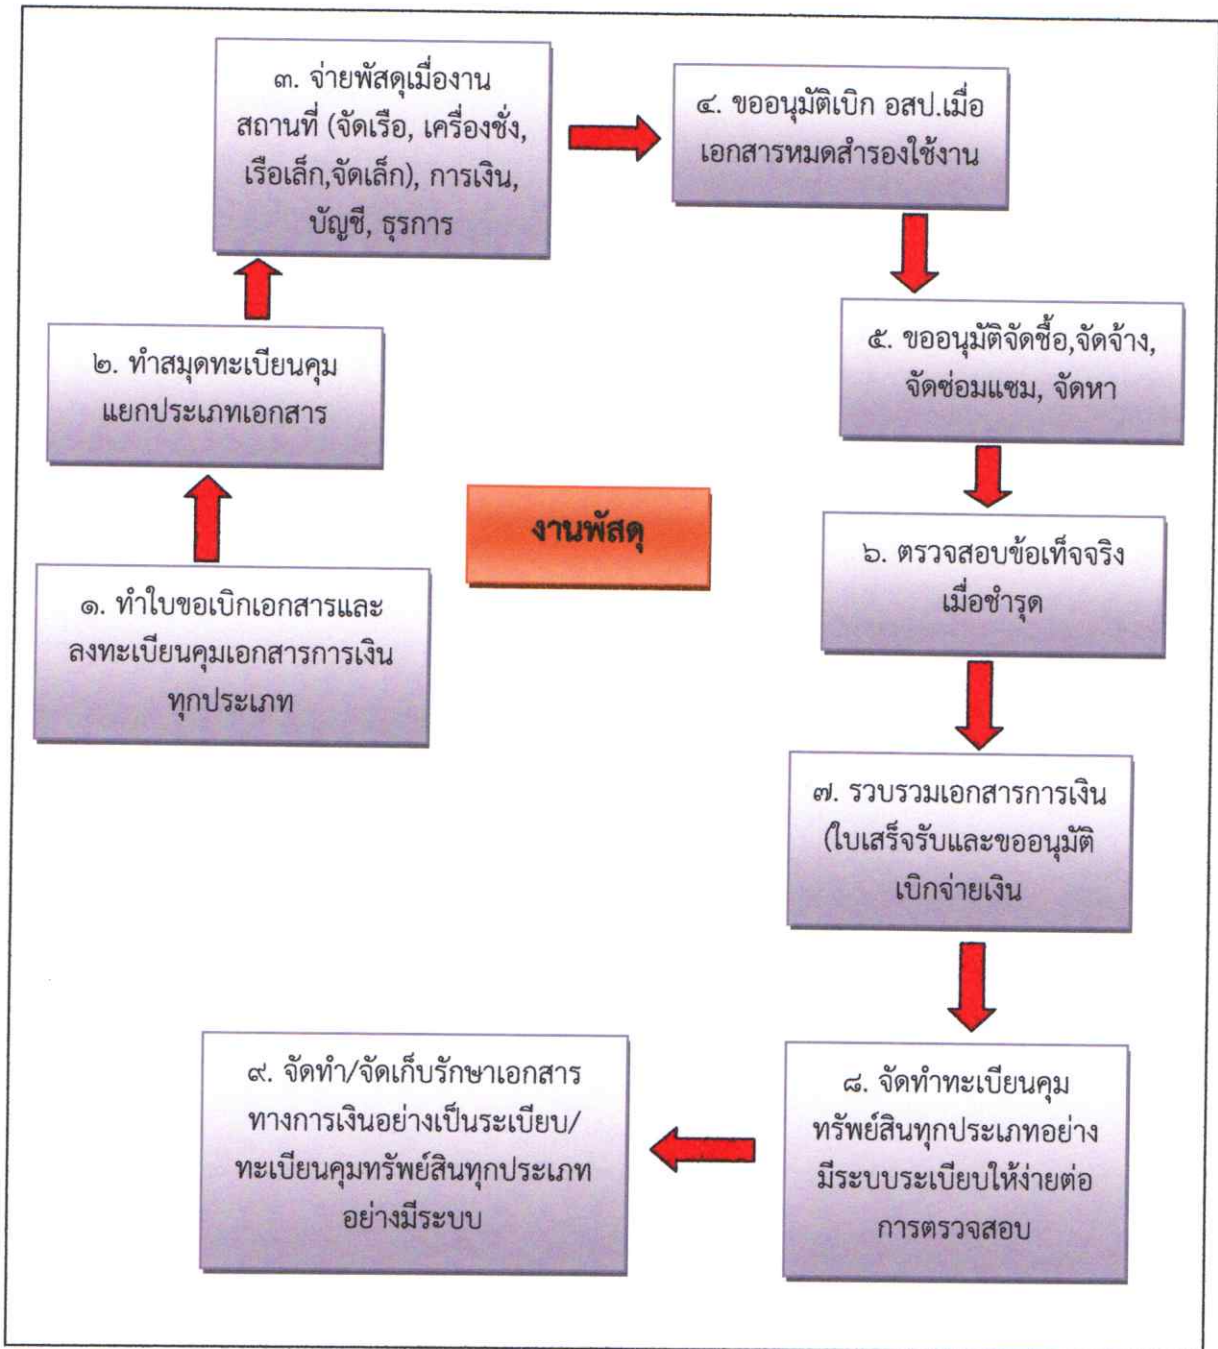 ๓. จ่ายพัสดุเมื่องาน
สถานที่ (จัดเรือ, เครื่องชั่ง,
เรือเล็ก,จัดเล็ก), การเงิน,
บัญชี, ธุรการ
๔. ขออนุมัติเบิก อสป.เมื่อ
เอกสารหมดสำรองใช้งาน
๒. ทำสมุดทะเบียนคุม
แยกประเภทเอกสาร
๕. ขออนุมัติจัดซื้อ,จัดจ้าง,
จัดซ่อมแซม, จัดหา
งานพัสดุ
๑. ทำใบขอเบิกเอกสารและ
ลงทะเบียนคุมเอกสารการเงิน
ทุกประเภท
๖. ตรวจสอบข้อเท็จจริง
เมื่อชำรุด
๗. รวบรวมเอกสารการเงิน
(ใบเสร็จรับและขออนุมัติ
เบิกจ่ายเงิน
๙. จัดทำ/จัดเก็บรักษาเอกสาร
ทางการเงินอย่างเป็นระเบียบ/
ทะเบียนคุมทรัพย์สินทุกประเภท
อย่างมีระบบ
๘. จัดทำทะเบียนคุม
ทรัพย์สินทุกประเภทอย่าง
มีระบบระเบียบให้ง่ายต่อ
การตรวจสอบ